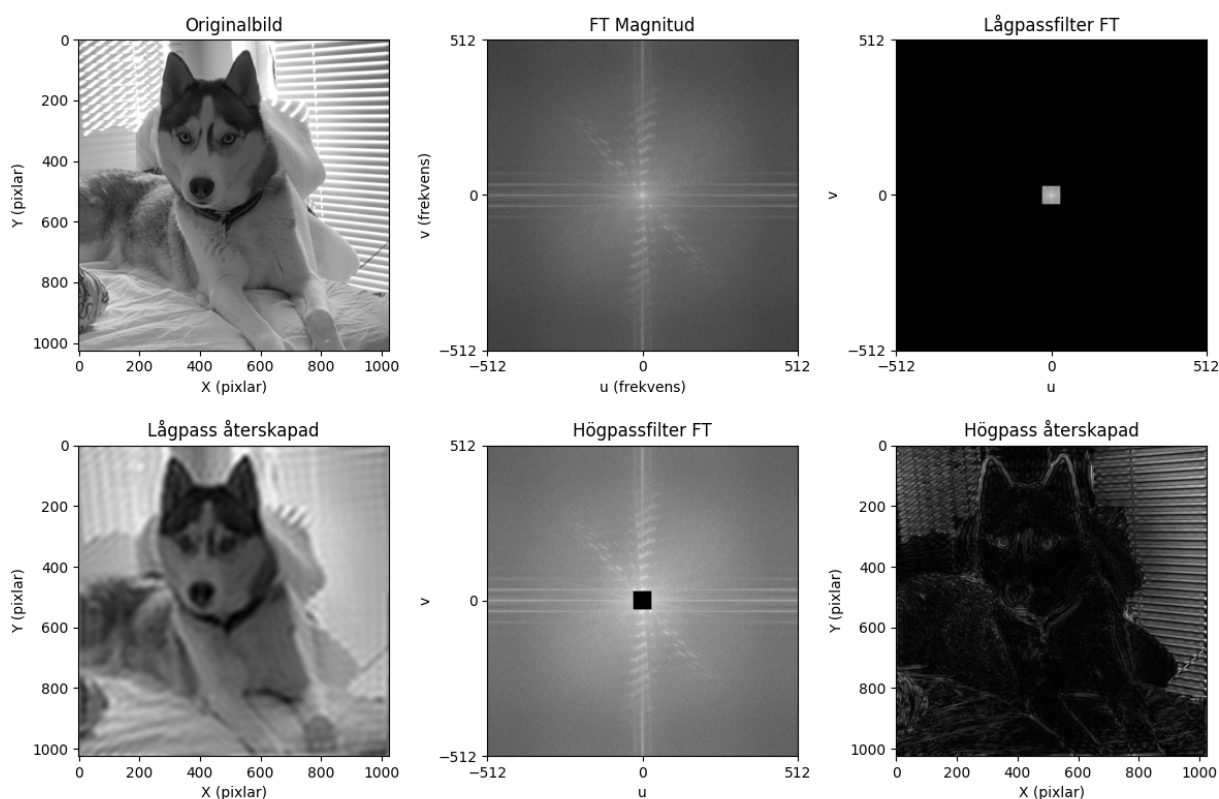 Originalbild
0
200
400
600
800
1000
Y (pixlar)
0 200 400 600 800 1000
X (pixlar)
FT Magnitud
512
0
−512
v (frekvens)
−512 0 512
u (frekvens)
Lågpassfilter FT
512
0
−512
v
−512 0 512
u
Lågpass återskapad
0
200
400
600
800
1000
Y (pixlar)
0 200 400 600 800 1000
X (pixlar)
Högpassfilter FT
512
0
−512
v
−512 0 512
u
Högpass återskapad
0
200
400
600
800
1000
Y (pixlar)
0 200 400 600 800 1000
X (pixlar)